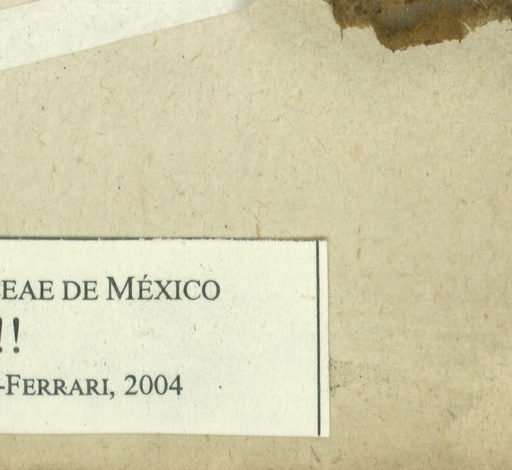 EAE DE MÉXICO
!!
-FERRARI, 2004